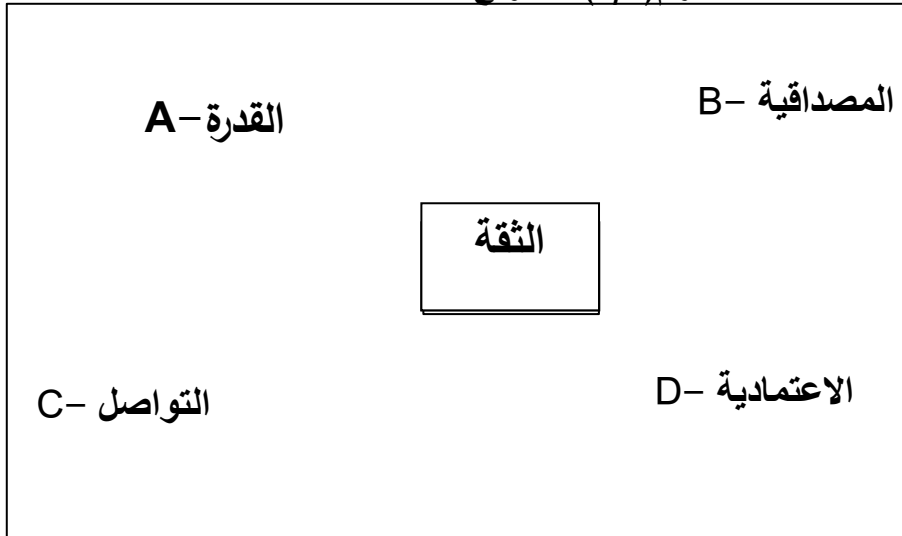 المصداقية –B
القدرة–A
الثقة
الاعتمادية –D
التواصل –C